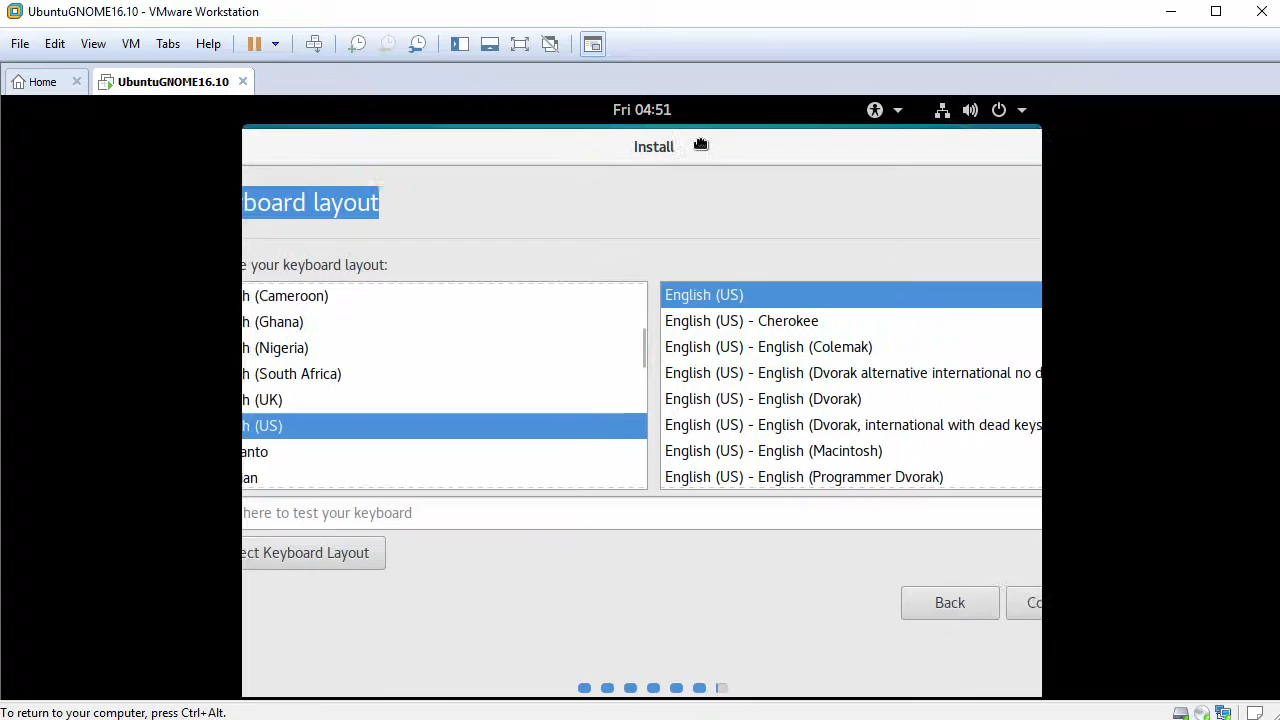 UbuntuGNOME16.10 - VMware Workstation
File Edit View VM Tabs Help
Home UbuntuGNOME16.10
Fri 04:51
Install
board layout
e your keyboard layout:
h (Cameroon)
h (Ghana)
h (Nigeria)
h (South Africa)
h (UK)
h (US)
anto
an
English (US)
English (US) - Cherokee
English (US) - English (Colemak)
English (US) - English (Dvorak alternative international no d
English (US) - English (Dvorak)
English (US) - English (Dvorak, international with dead keys
English (US) - English (Macintosh)
English (US) - English (Programmer Dvorak)
here to test your keyboard
ect Keyboard Layout
Back Co
To return to your computer, press Ctrl+Alt.